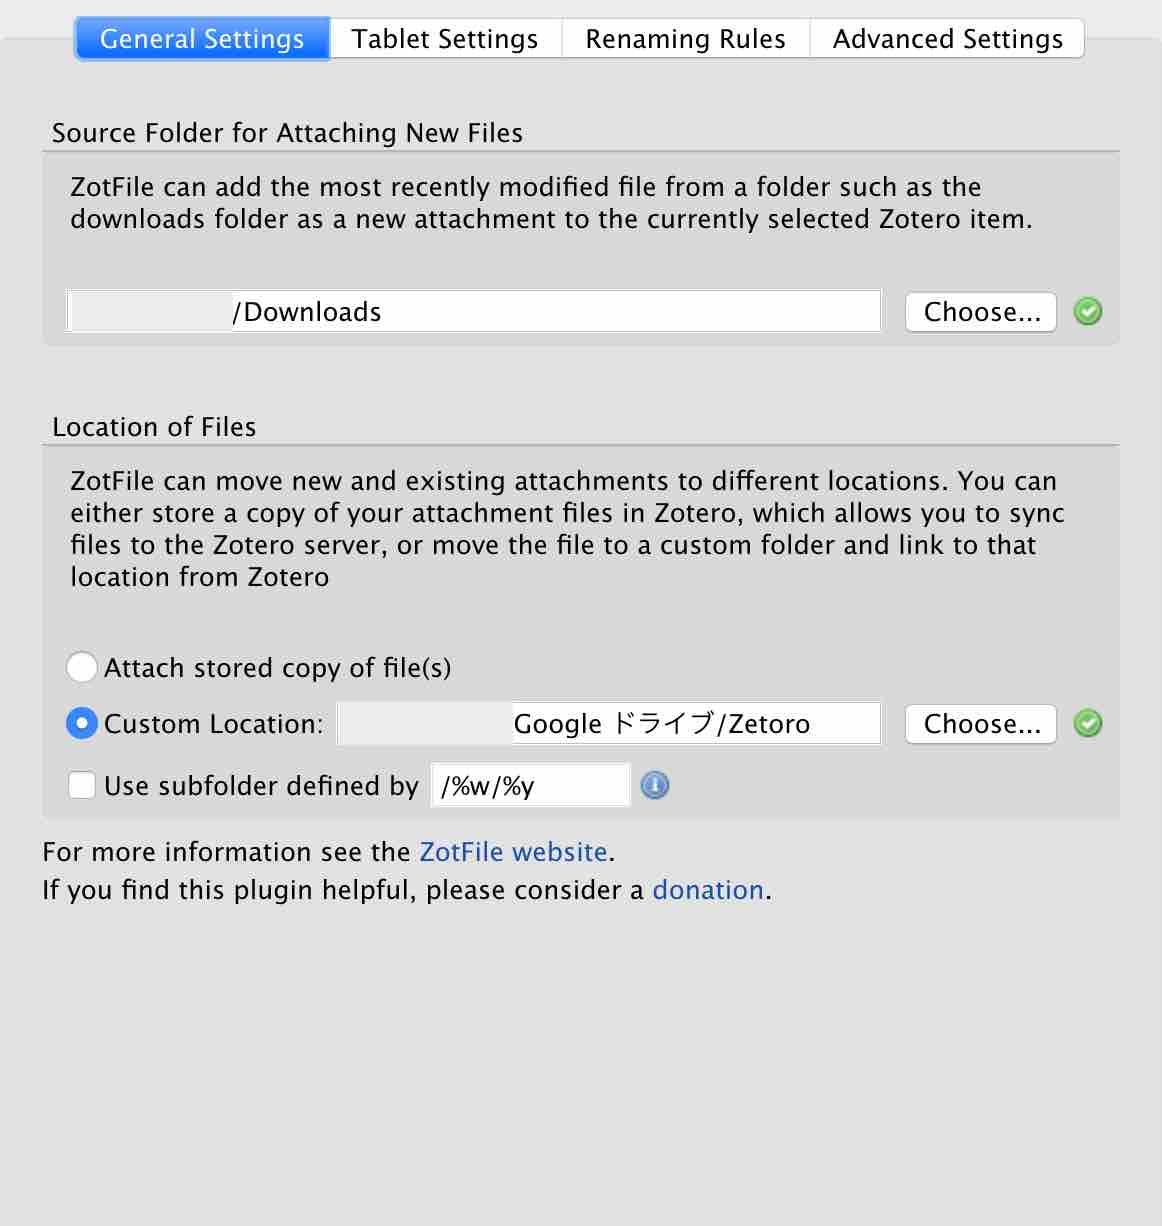 General Settings Tablet Settings Renaming Rules Advanced Settings
Source Folder for Attaching New Files
ZotFile can add the most recently modified file from a folder such as the
downloads folder as a new attachment to the currently selected Zotero item.
/Downloads Choose...
Location of Files
ZotFile can move new and existing attachments to different locations. You can
either store a copy of your attachment files in Zotero, which allows you to sync
files to the Zotero server, or move the file to a custom folder and link to that
location from Zotero
Attach stored copy of file(s)
Custom Location: Google ドライブ/Zetoro Choose...
Use subfolder defined by /%w/%y
For more information see the ZotFile website.
If you find this plugin helpful, please consider a donation.